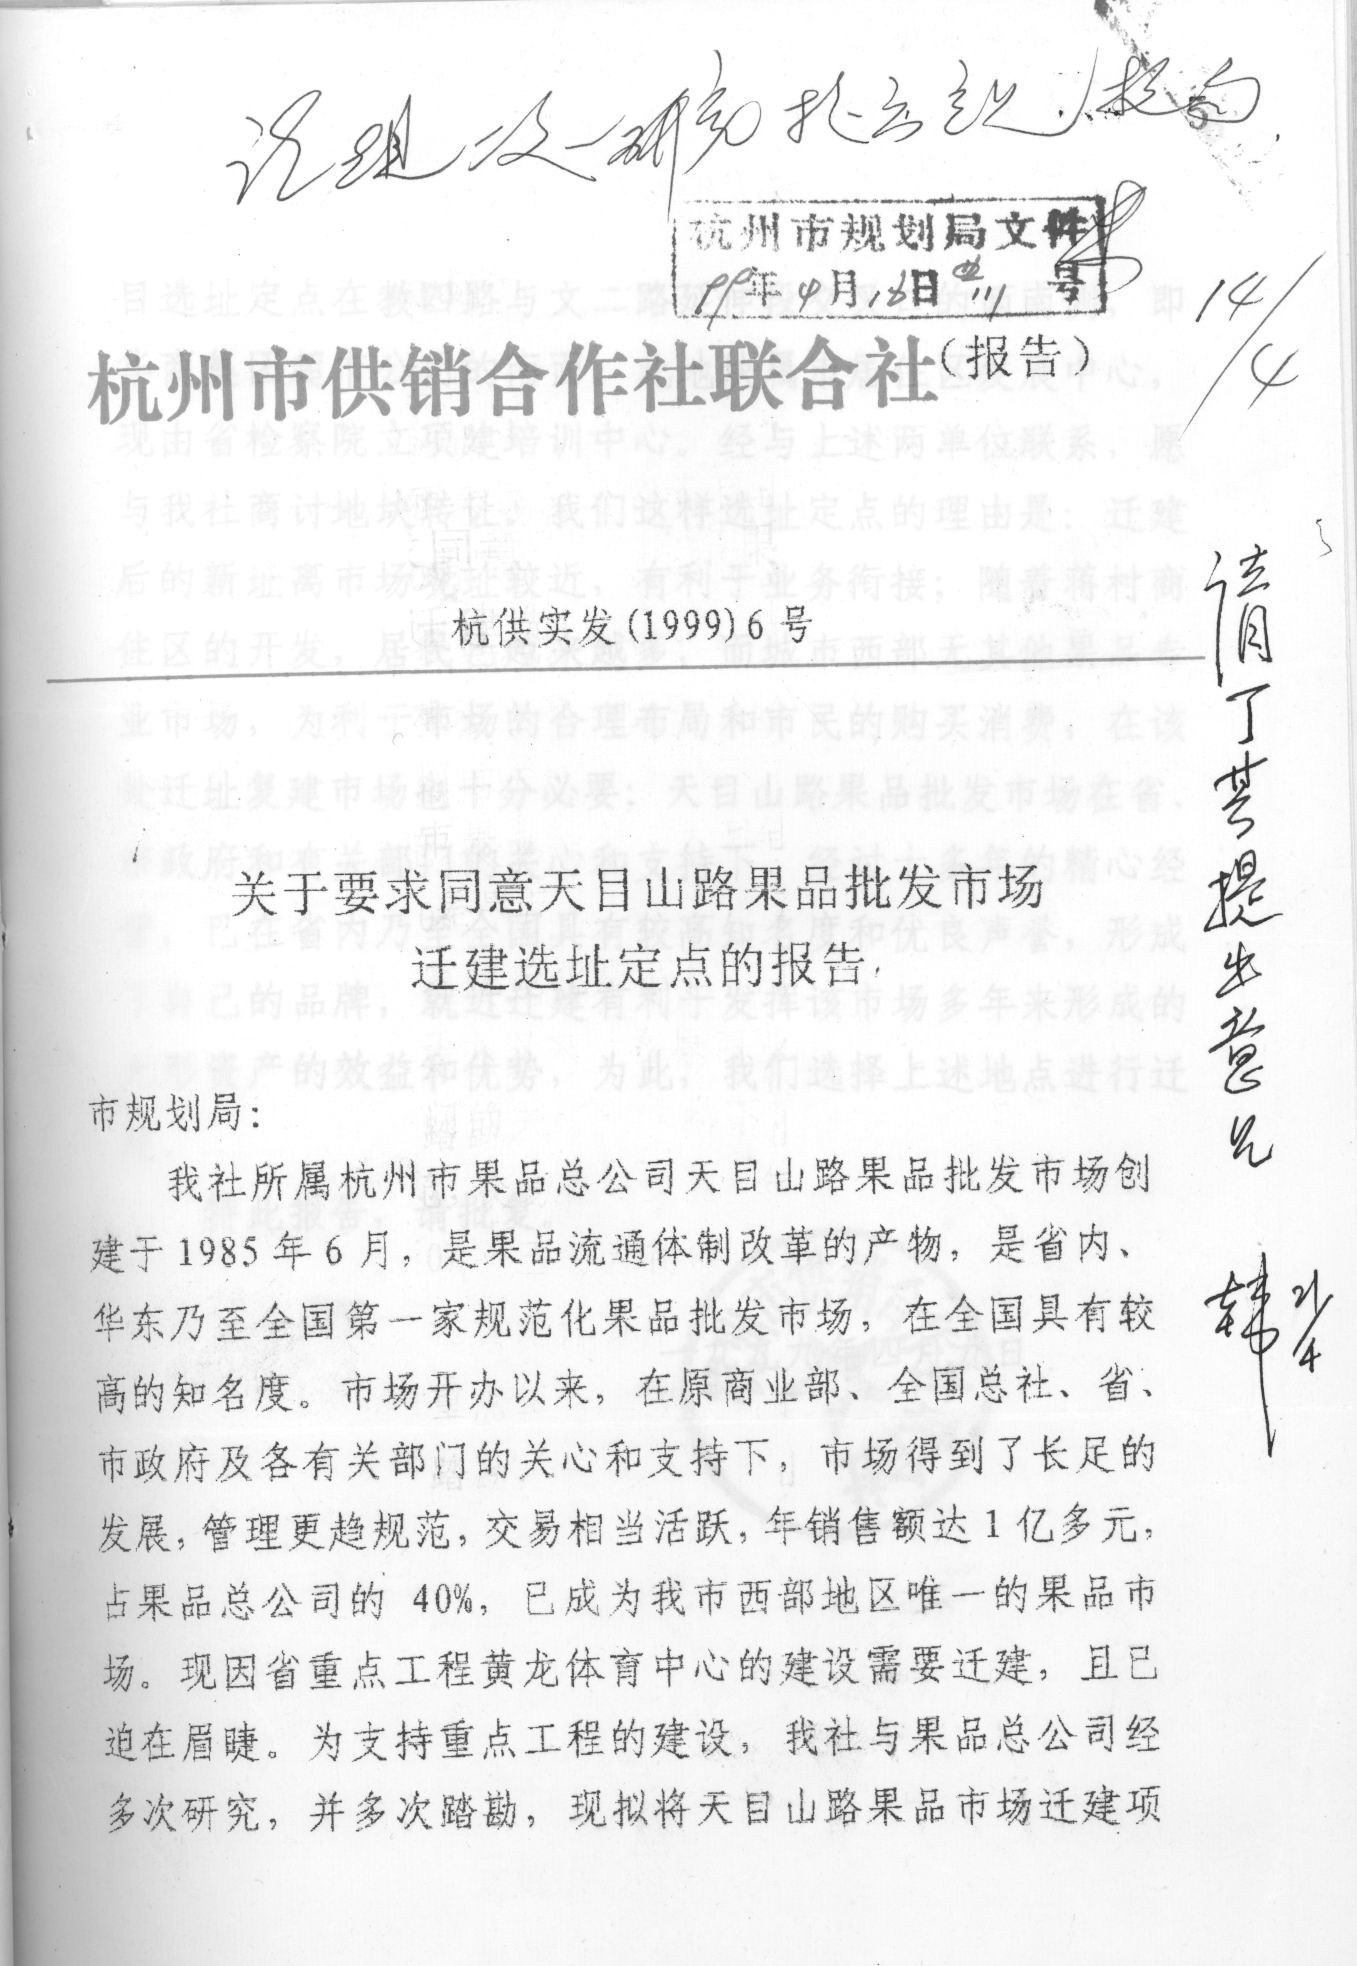 杭州市规划局文件
99年4月16日 号
14/4
杭州市供销合作社联合社(报告)
杭供实发(1999)6号
关于要求同意天目山路果品批发市场
迁建选址定点的报告
市规划局：
我社所属杭州市果品总公司天目山路果品批发市场创
建于1985年6月，是果品流通体制改革的产物，是省内、
华东乃至全国第一家规范化果品批发市场，在全国具有较
高的知名度。市场开办以来，在原商业部、全国总社、省、
市政府及各有关部门的关心和支持下，市场得到了长足的
发展，管理更趋规范，交易相当活跃，年销售额达1亿多元，
占果品总公司的 40%，已成为我市西部地区唯一的果品市
场。现因省重点工程黄龙体育中心的建设需要迁建，且已
迫在眉睫。为支持重点工程的建设，我社与果品总公司经
多次研究，并多次踏勘，现拟将天目山路果品市场迁建项
请丁  提出意见
韩 21/4